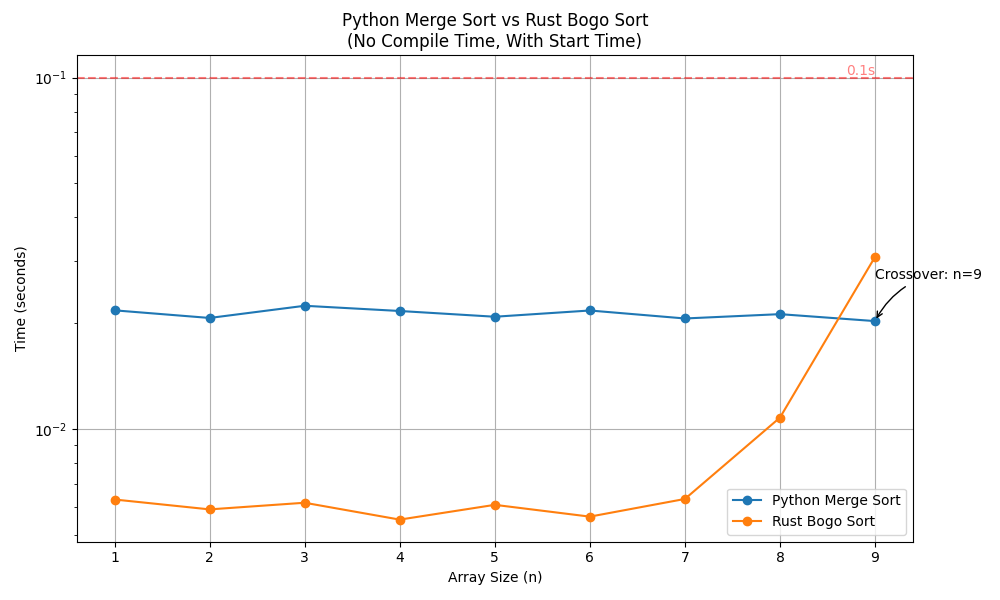 Python Merge Sort vs Rust Bogo Sort
(No Compile Time, With Start Time)
10⁻¹
0.1s
Crossover: n=9
Time (seconds)
10⁻²
Python Merge Sort
Rust Bogo Sort
1 2 3 4 5 6 7 8 9
Array Size (n)